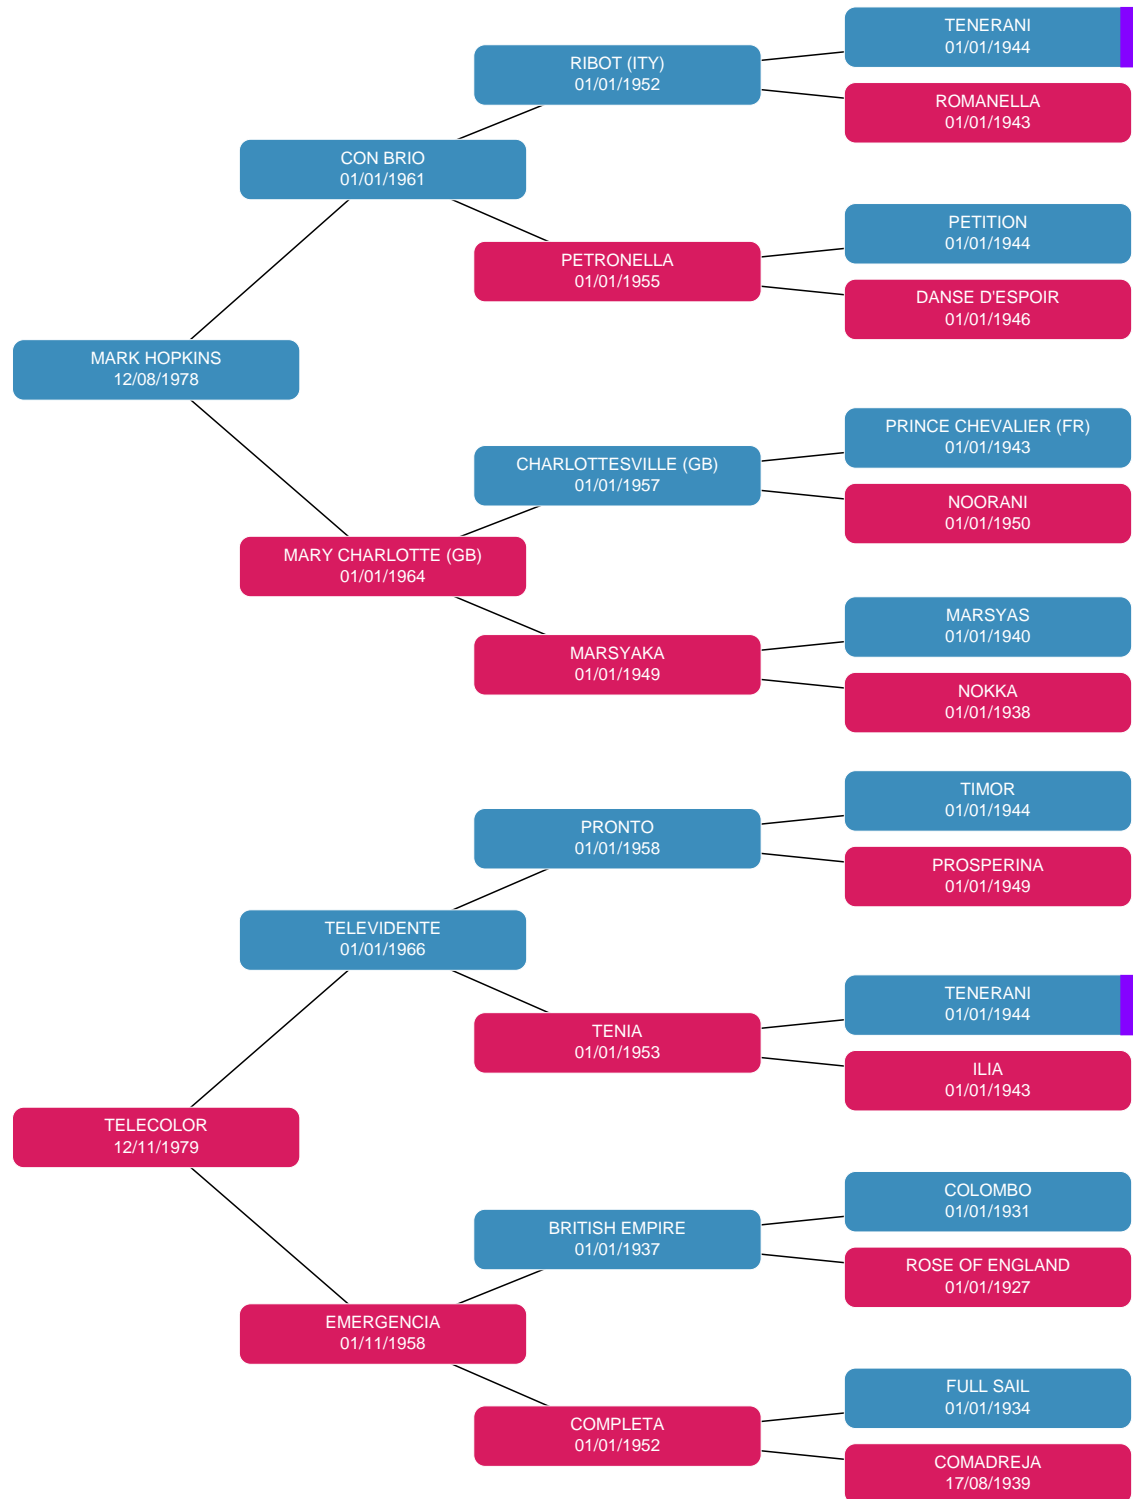 TENERANI
01/01/1944
RIBOT (ITY)
01/01/1952
ROMANELLA
01/01/1943
CON BRIO
01/01/1961
PETITION
01/01/1944
PETRONELLA
01/01/1955
DANSE D'ESPOIR
01/01/1946
MARK HOPKINS
12/08/1978
PRINCE CHEVALIER (FR)
01/01/1943
CHARLOTTESVILLE (GB)
01/01/1957
NOORANI
01/01/1950
MARY CHARLOTTE (GB)
01/01/1964
MARSYAS
01/01/1940
MARSYAKA
01/01/1949
NOKKA
01/01/1938
TIMOR
01/01/1944
PRONTO
01/01/1958
PROSPERINA
01/01/1949
TELEVIDENTE
01/01/1966
TENERANI
01/01/1944
TENIA
01/01/1953
ILIA
01/01/1943
TELECOLOR
12/11/1979
COLOMBO
01/01/1931
BRITISH EMPIRE
01/01/1937
ROSE OF ENGLAND
01/01/1927
EMERGENCIA
01/11/1958
FULL SAIL
01/01/1934
COMPLETA
01/01/1952
COMADREJA
17/08/1939